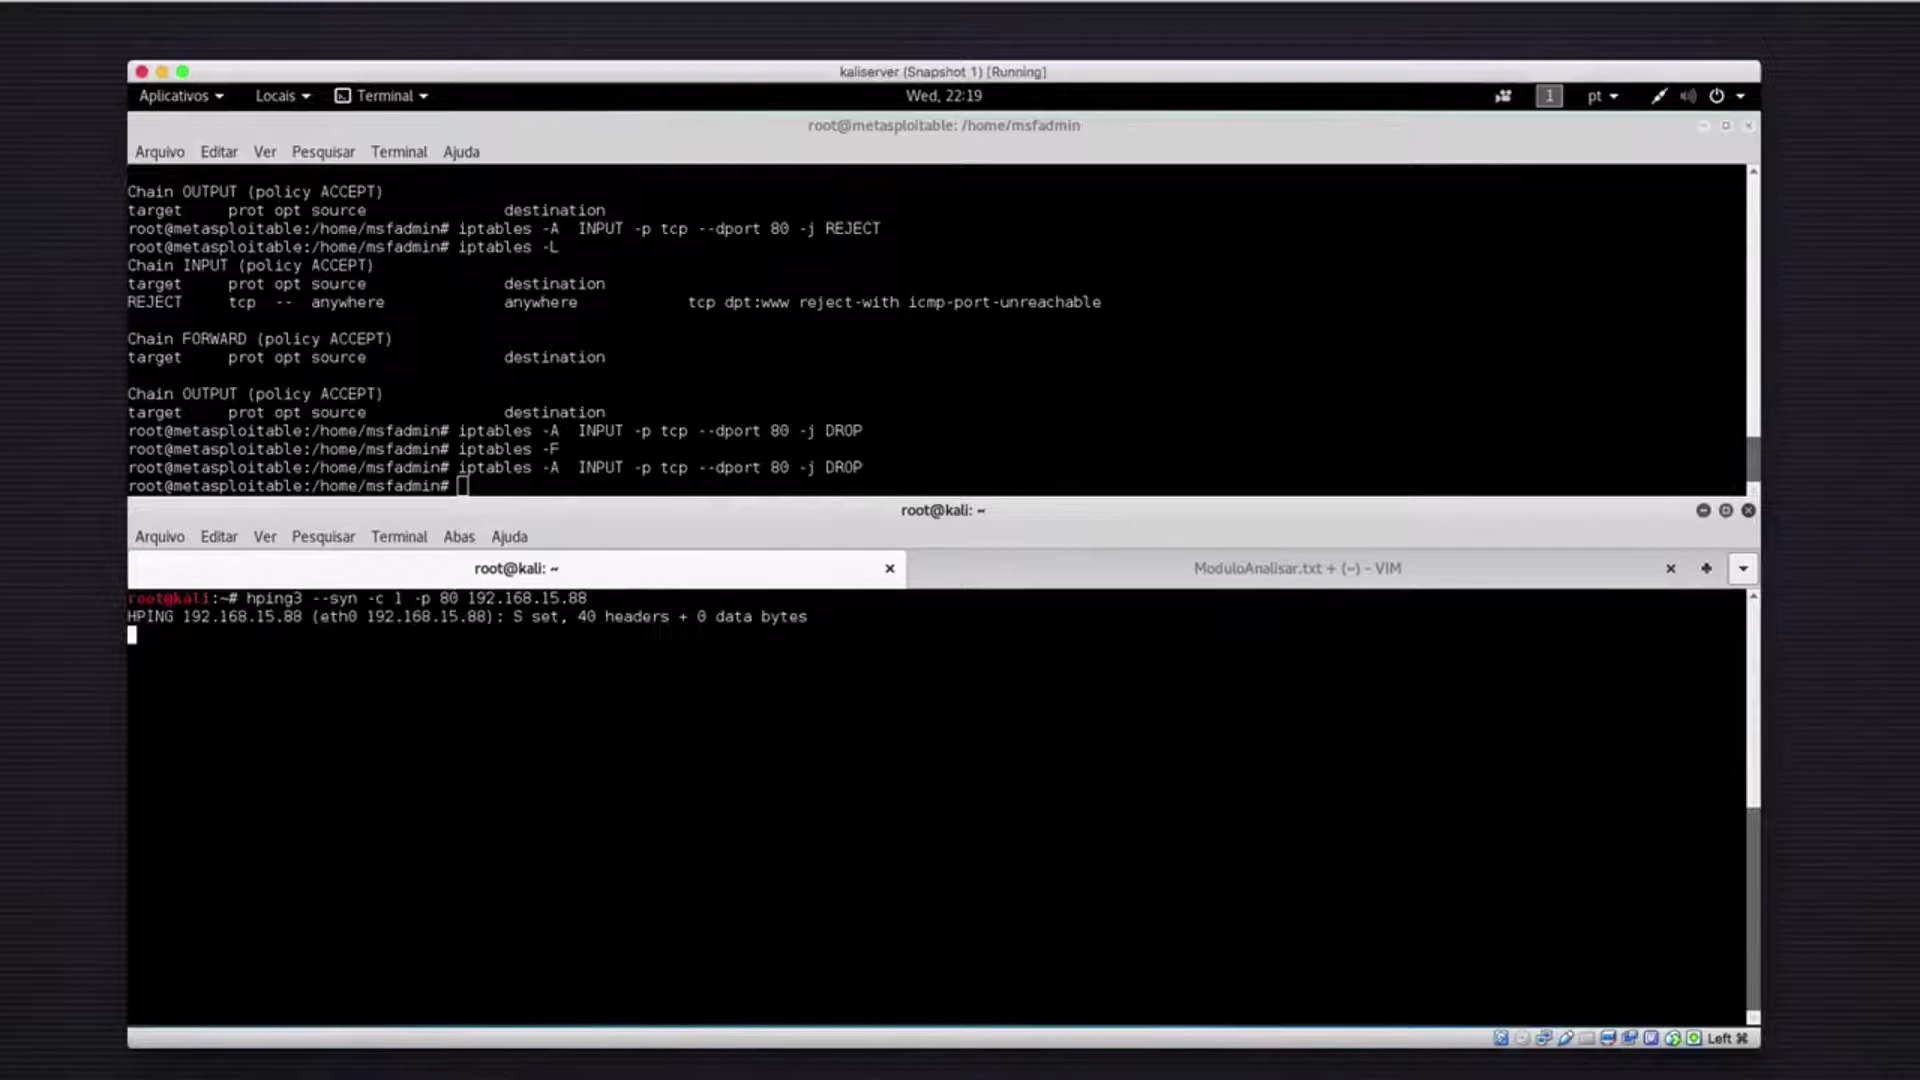 kaliserver (Snapshot 1) [Running]
Aplicativos Locais Terminal Wed, 22:19 1 pt
root@metasploitable: /home/msfadmin
Arquivo Editar Ver Pesquisar Terminal Ajuda
Chain OUTPUT (policy ACCEPT)
target     prot opt source               destination
root@metasploitable:/home/msfadmin# iptables -A  INPUT -p tcp --dport 80 -j REJECT
root@metasploitable:/home/msfadmin# iptables -L
Chain INPUT (policy ACCEPT)
target     prot opt source               destination
REJECT     tcp  --  anywhere             anywhere            tcp dpt:www reject-with icmp-port-unreachable
Chain FORWARD (policy ACCEPT)
target     prot opt source               destination
Chain OUTPUT (policy ACCEPT)
target     prot opt source               destination
root@metasploitable:/home/msfadmin# iptables -A  INPUT -p tcp --dport 80 -j DROP
root@metasploitable:/home/msfadmin# iptables -F
root@metasploitable:/home/msfadmin# iptables -A  INPUT -p tcp --dport 80 -j DROP
root@metasploitable:/home/msfadmin#
root@kali: ~
Arquivo Editar Ver Pesquisar Terminal Abas Ajuda
root@kali: ~ ModuloAnalisar.txt + (~) - VIM
root@kali:~# hping3 --syn -c 1 -p 80 192.168.15.88
HPING 192.168.15.88 (eth0 192.168.15.88): S set, 40 headers + 0 data bytes
Left ⌘